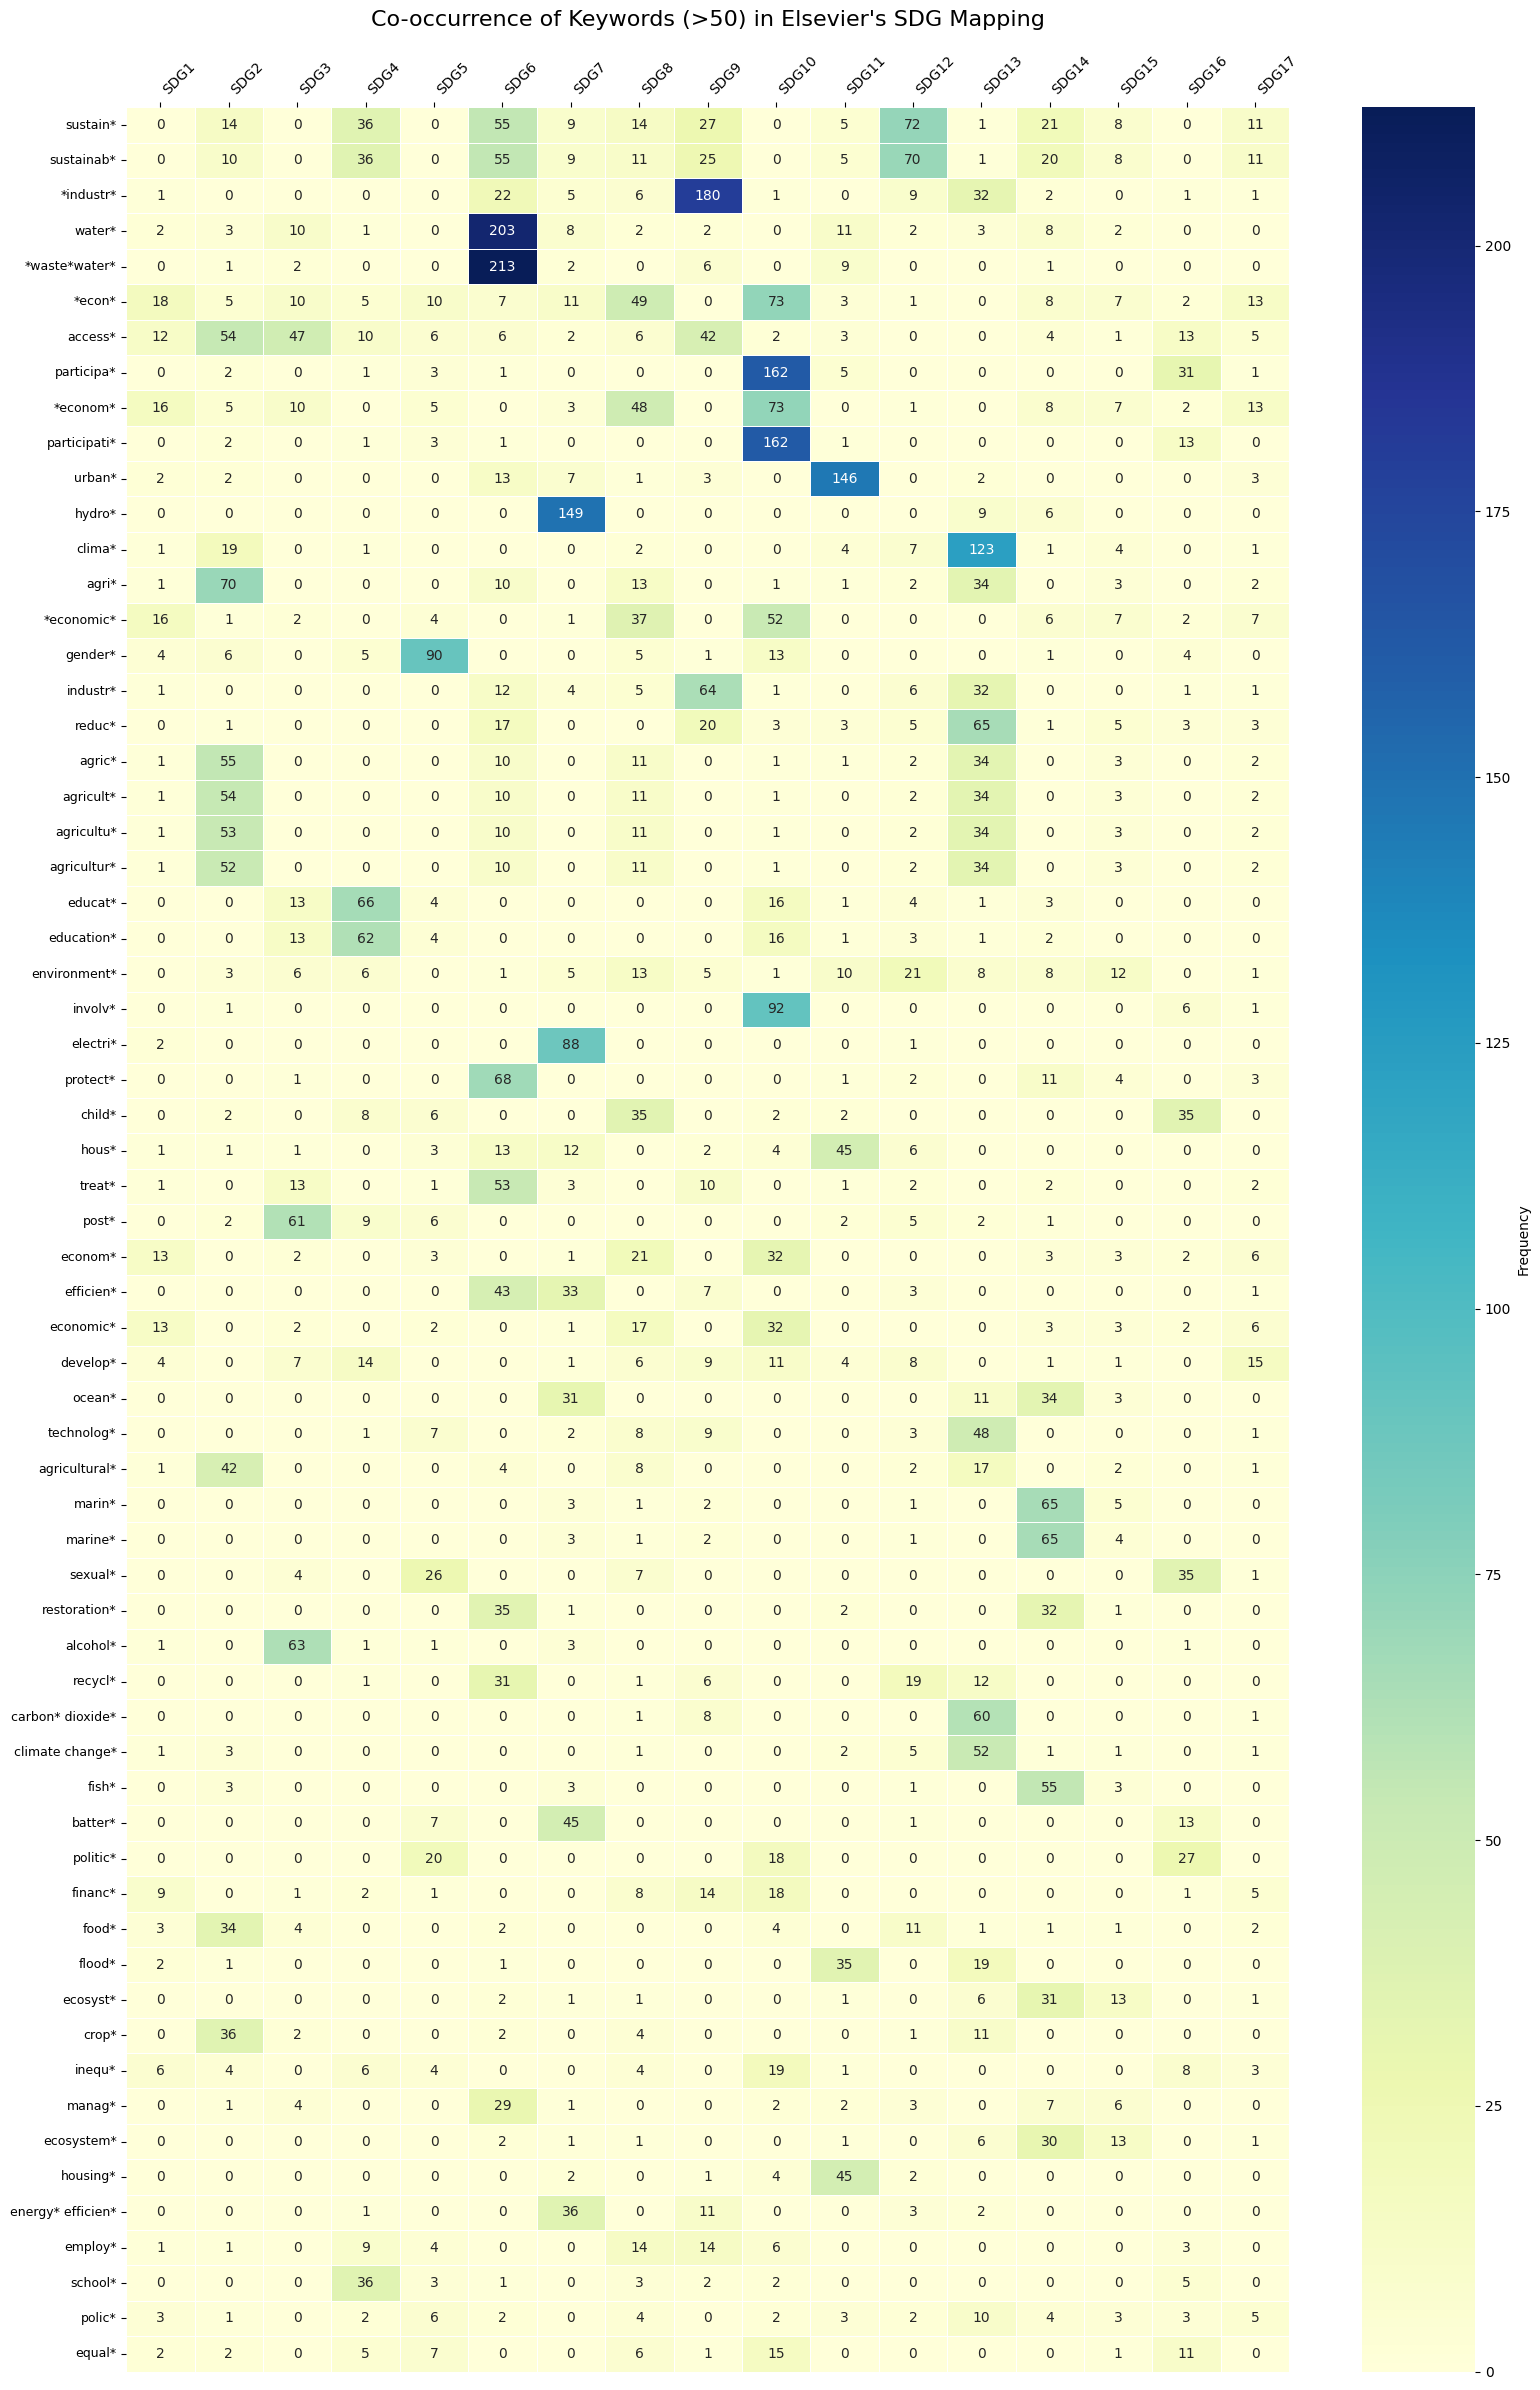 Co-occurrence of Keywords (>50) in Elsevier's SDG Mapping
SDG1 SDG2 SDG3 SDG4 SDG5 SDG6 SDG7 SDG8 SDG9 SDG10 SDG11 SDG12 SDG13 SDG14 SDG15 SDG16 SDG17
sustain* 0 14 0 36 0 55 9 14 27 0 5 72 1 21 8 0 11
sustainab* 0 10 0 36 0 55 9 11 25 0 5 70 1 20 8 0 11
*industr* 1 0 0 0 0 22 5 6 180 1 0 9 32 2 0 1 1
water* 2 3 10 1 0 203 8 2 2 0 11 2 3 8 2 0 0
*waste*water* 0 1 2 0 0 213 2 0 6 0 9 0 0 1 0 0 0
*econ* 18 5 10 5 10 7 11 49 0 73 3 1 0 8 7 2 13
access* 12 54 47 10 6 6 2 6 42 2 3 0 0 4 1 13 5
participa* 0 2 0 1 3 1 0 0 0 162 5 0 0 0 0 31 1
*econom* 16 5 10 0 5 0 3 48 0 73 0 1 0 8 7 2 13
participati* 0 2 0 1 3 1 0 0 0 162 1 0 0 0 0 13 0
urban* 2 2 0 0 0 13 7 1 3 0 146 0 2 0 0 0 3
hydro* 0 0 0 0 0 0 149 0 0 0 0 0 9 6 0 0 0
clima* 1 19 0 1 0 0 0 2 0 0 4 7 123 1 4 0 1
agri* 1 70 0 0 0 10 0 13 0 1 1 2 34 0 3 0 2
*economic* 16 1 2 0 4 0 1 37 0 52 0 0 0 6 7 2 7
gender* 4 6 0 5 90 0 0 5 1 13 0 0 0 1 0 4 0
industr* 1 0 0 0 0 12 4 5 64 1 0 6 32 0 0 1 1
reduc* 0 1 0 0 0 17 0 0 20 3 3 5 65 1 5 3 3
agric* 1 55 0 0 0 10 0 11 0 1 1 2 34 0 3 0 2
agricult* 1 54 0 0 0 10 0 11 0 1 0 2 34 0 3 0 2
agricultu* 1 53 0 0 0 10 0 11 0 1 0 2 34 0 3 0 2
agricultur* 1 52 0 0 0 10 0 11 0 1 0 2 34 0 3 0 2
educat* 0 0 13 66 4 0 0 0 0 16 1 4 1 3 0 0 0
education* 0 0 13 62 4 0 0 0 0 16 1 3 1 2 0 0 0
environment* 0 3 6 6 0 1 5 13 5 1 10 21 8 8 12 0 1
involv* 0 1 0 0 0 0 0 0 0 92 0 0 0 0 0 6 1
electri* 2 0 0 0 0 0 88 0 0 0 0 1 0 0 0 0 0
protect* 0 0 1 0 0 68 0 0 0 0 1 2 0 11 4 0 3
child* 0 2 0 8 6 0 0 35 0 2 2 0 0 0 0 35 0
hous* 1 1 1 0 3 13 12 0 2 4 45 6 0 0 0 0 0
treat* 1 0 13 0 1 53 3 0 10 0 1 2 0 2 0 0 2
post* 0 2 61 9 6 0 0 0 0 0 2 5 2 1 0 0 0
econom* 13 0 2 0 3 0 1 21 0 32 0 0 0 3 3 2 6
efficien* 0 0 0 0 0 43 33 0 7 0 0 3 0 0 0 0 1
economic* 13 0 2 0 2 0 1 17 0 32 0 0 0 3 3 2 6
develop* 4 0 7 14 0 0 1 6 9 11 4 8 0 1 1 0 15
ocean* 0 0 0 0 0 0 31 0 0 0 0 0 11 34 3 0 0
technolog* 0 0 0 1 7 0 2 8 9 0 0 3 48 0 0 0 1
agricultural* 1 42 0 0 0 4 0 8 0 0 0 2 17 0 2 0 1
marin* 0 0 0 0 0 0 3 1 2 0 0 1 0 65 5 0 0
marine* 0 0 0 0 0 0 3 1 2 0 0 1 0 65 4 0 0
sexual* 0 0 4 0 26 0 0 7 0 0 0 0 0 0 0 35 1
restoration* 0 0 0 0 0 35 1 0 0 0 2 0 0 32 1 0 0
alcohol* 1 0 63 1 1 0 3 0 0 0 0 0 0 0 0 1 0
recycl* 0 0 0 1 0 31 0 1 6 0 0 19 12 0 0 0 0
carbon* dioxide* 0 0 0 0 0 0 0 1 8 0 0 0 60 0 0 0 1
climate change* 1 3 0 0 0 0 0 1 0 0 2 5 52 1 1 0 1
fish* 0 3 0 0 0 0 3 0 0 0 0 1 0 55 3 0 0
batter* 0 0 0 0 7 0 45 0 0 0 0 1 0 0 0 13 0
politic* 0 0 0 0 20 0 0 0 0 18 0 0 0 0 0 27 0
financ* 9 0 1 2 1 0 0 8 14 18 0 0 0 0 0 1 5
food* 3 34 4 0 0 2 0 0 0 4 0 11 1 1 1 0 2
flood* 2 1 0 0 0 1 0 0 0 0 35 0 19 0 0 0 0
ecosyst* 0 0 0 0 0 2 1 1 0 0 1 0 6 31 13 0 1
crop* 0 36 2 0 0 2 0 4 0 0 0 1 11 0 0 0 0
inequ* 6 4 0 6 4 0 0 4 0 19 1 0 0 0 0 8 3
manag* 0 1 4 0 0 29 1 0 0 2 2 3 0 7 6 0 0
ecosystem* 0 0 0 0 0 2 1 1 0 0 1 0 6 30 13 0 1
housing* 0 0 0 0 0 0 2 0 1 4 45 2 0 0 0 0 0
energy* efficien* 0 0 0 1 0 0 36 0 11 0 0 3 2 0 0 0 0
employ* 1 1 0 9 4 0 0 14 14 6 0 0 0 0 0 3 0
school* 0 0 0 36 3 1 0 3 2 2 0 0 0 0 0 5 0
polic* 3 1 0 2 6 2 0 4 0 2 3 2 10 4 3 3 5
equal* 2 2 0 5 7 0 0 6 1 15 0 0 0 0 1 11 0
200
175
150
125
100
75
50
25
0
Frequency